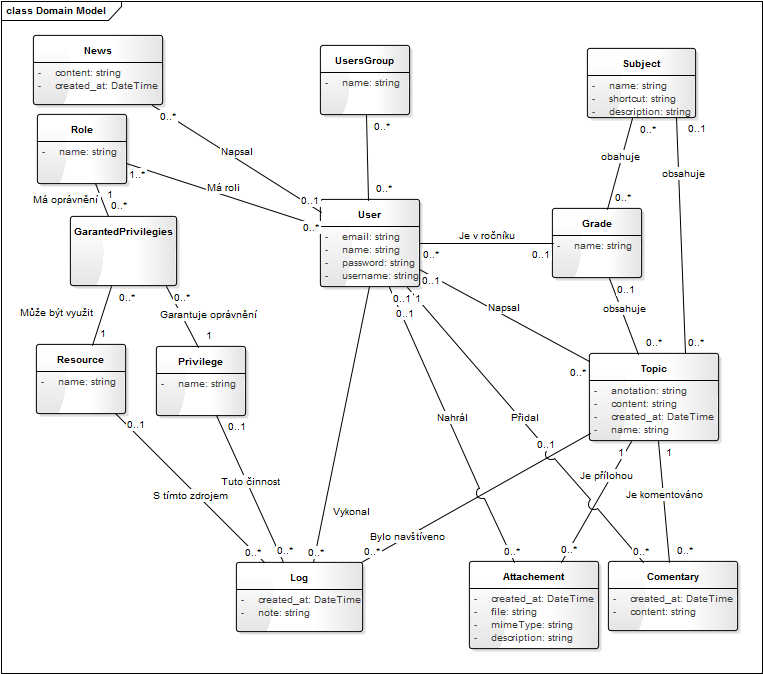 class Domain Model
News
- content: string
- created_at: DateTime
UsersGroup
- name: string
Subject
- name: string
- shortcut: string
- description: string
0..*
Napsal
0..1
0..*
0..*
0..*
obahuje
0..*
0..1
obsahuje
0..*
Role
- name: string
1..*
Má roli
0..*
Má oprávnění
1
0..*
GarantedPrivilegies
User
- email: string
- name: string
- password: string
- username: string
0..*
Je v ročníku
0..1
Grade
- name: string
0..1
obsahuje
0..*
0..*
Může být využit
1
0..*
Garantuje oprávnění
1
0..1
Napsal
0..*
0..1
1
0..1
Resource
- name: string
Privilege
- name: string
Topic
- anotation: string
- content: string
- created_at: DateTime
- name: string
0..1
S tímto zdrojem
0..*
0..1
Tuto činnost
0..*
Vykonal
0..*
Nahrál
0..*
Přidal
0..*
0..1
Bylo navštíveno
0..*
1
Je přílohou
0..*
1
Je komentováno
0..*
Log
- created_at: DateTime
- note: string
Attachement
- created_at: DateTime
- file: string
- mimeType: string
- description: string
Comentary
- created_at: DateTime
- content: string